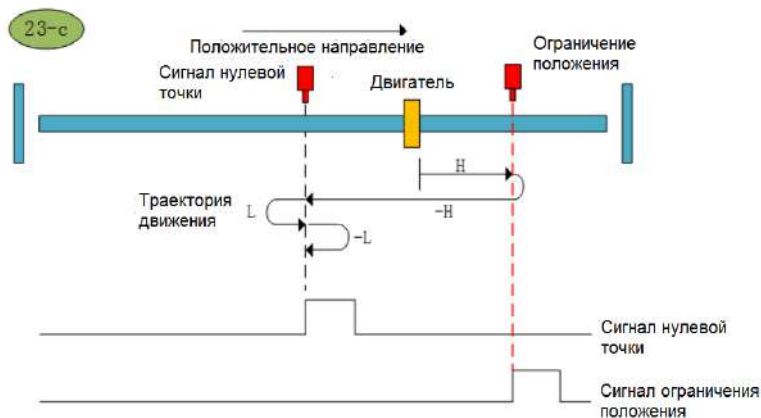 23-c
Положительное направление
Сигнал нулевой
точки
Двигатель
Ограничение
положения
H
Траектория
движения
L
-H
-L
Сигнал нулевой
точки
Сигнал ограничения
положения